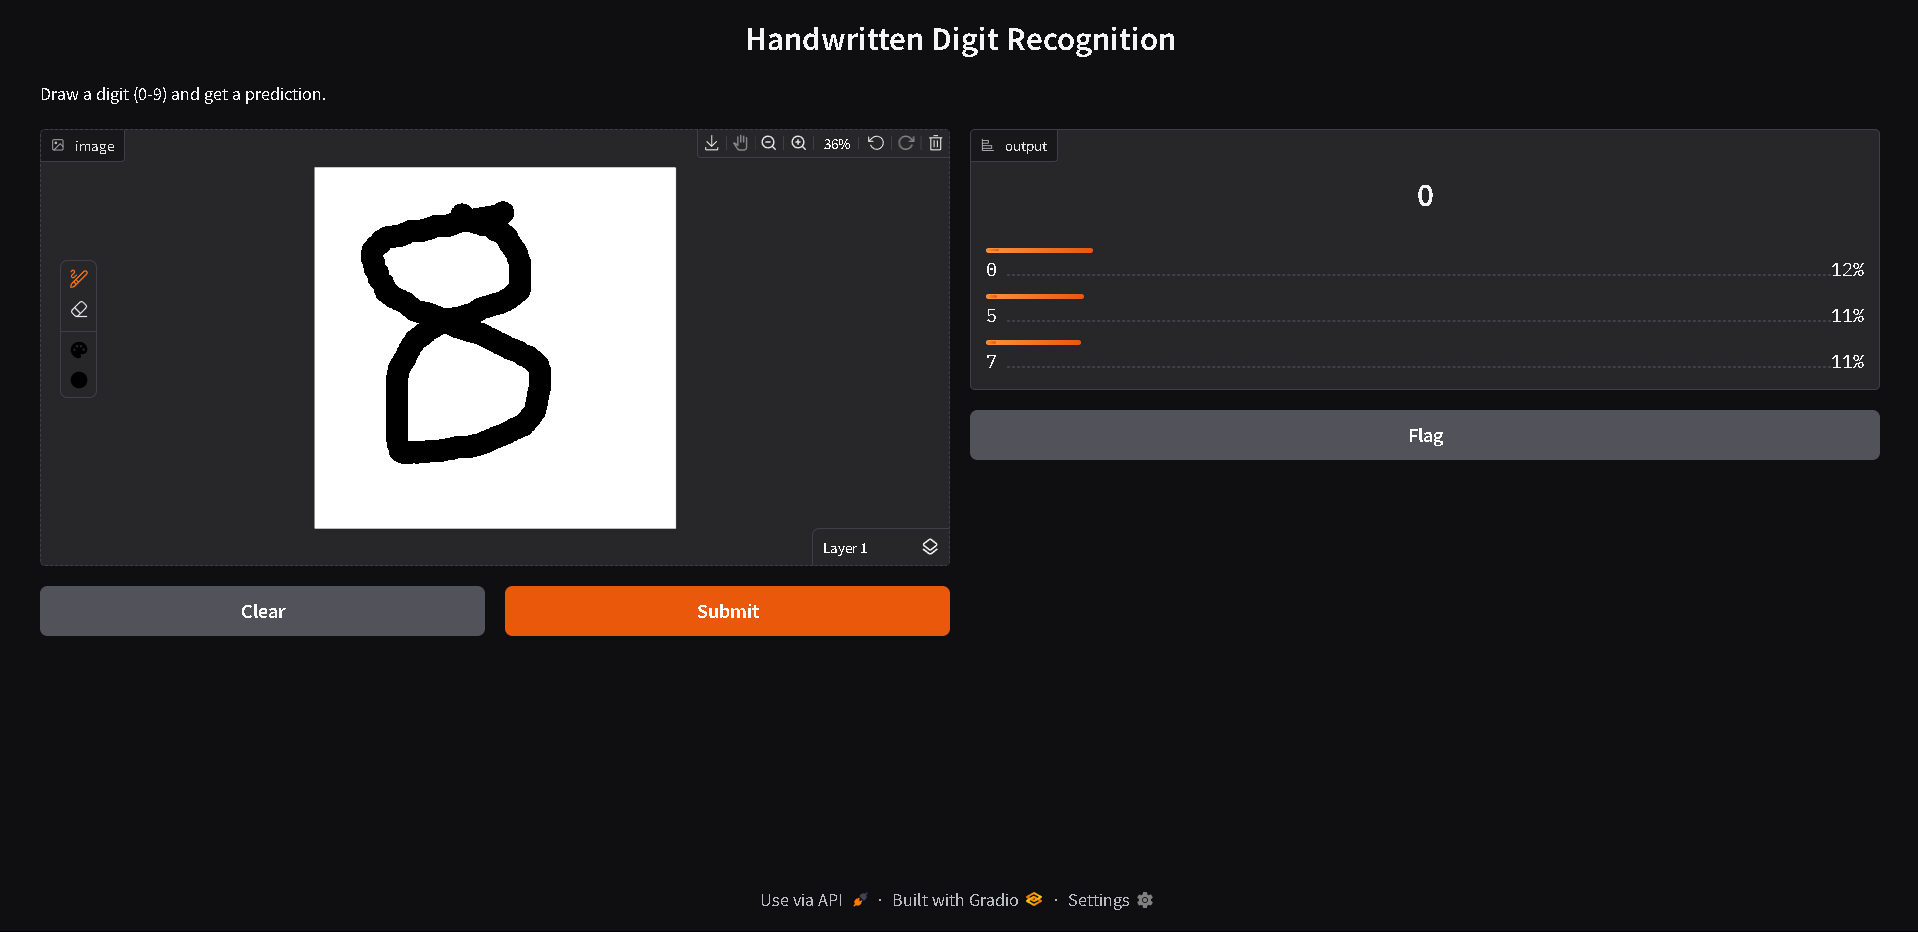 Handwritten Digit Recognition
Draw a digit (0-9) and get a prediction.
image
36%
8
Layer 1
Clear
Submit
output
0
0 12%
5 11%
7 11%
Flag
Use via API · Built with Gradio · Settings